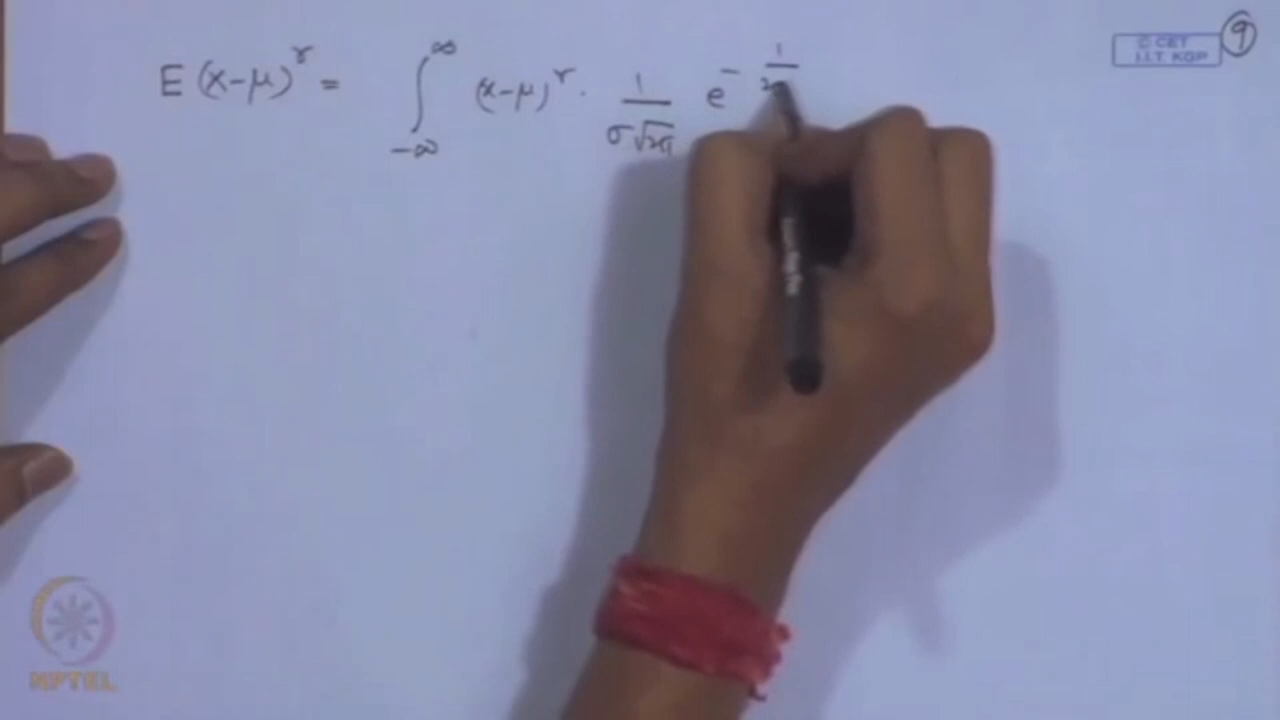 E(x-μ)^r = ∫_{-∞}^{∞} (x-μ)^r · 1/(σ√2π) e^{- 1/2
© CET
I.I.T. KGP
9
NPTEL